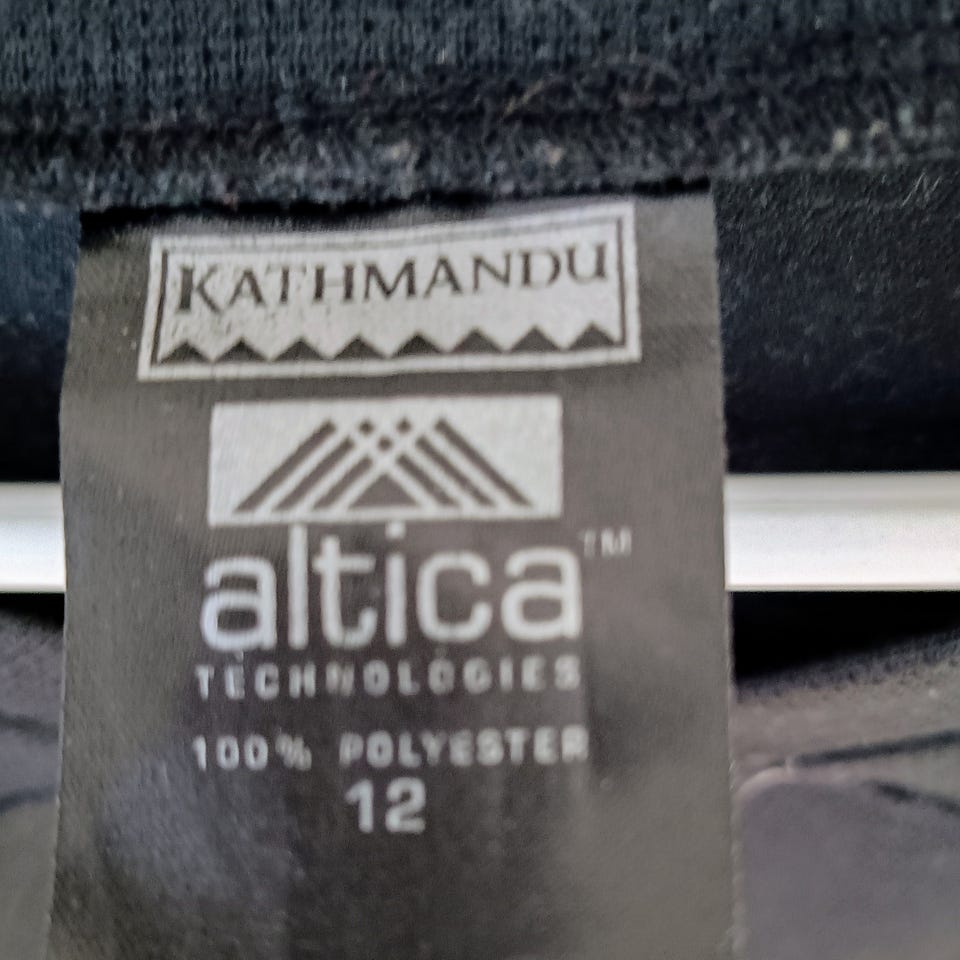 KATHMANDU
altica™
TECHNOLOGIES
100% POLYESTER
12